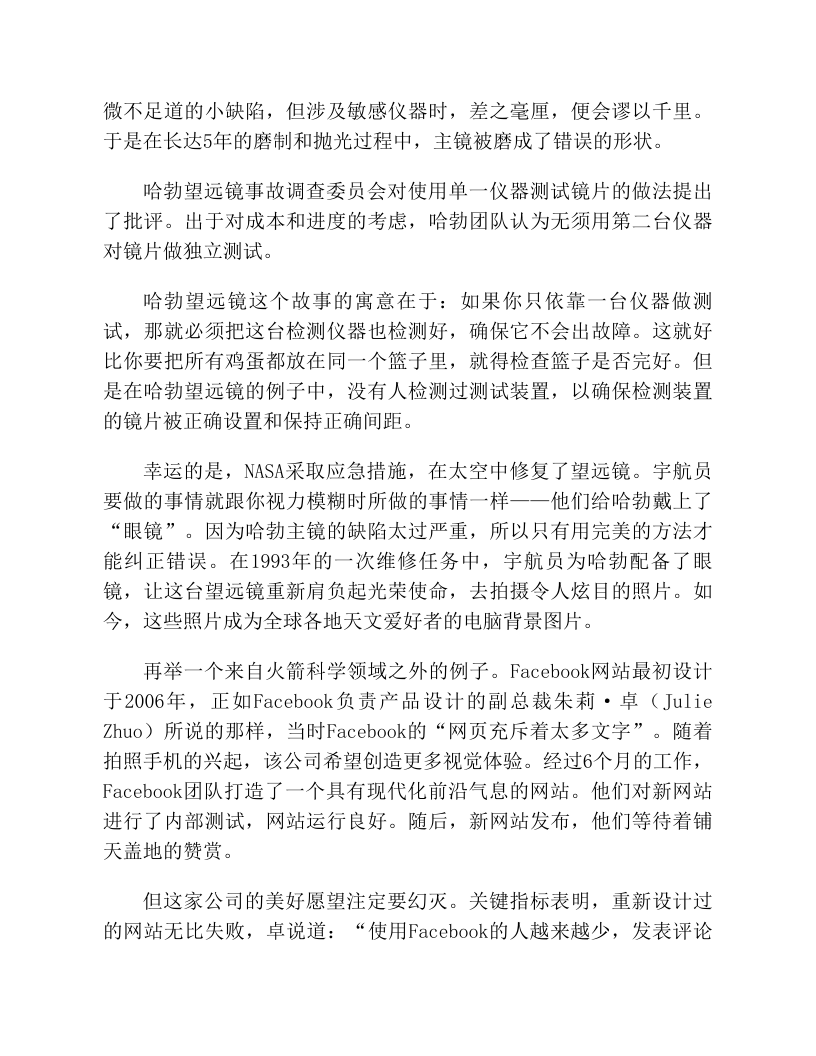 微不足道的小缺陷，但涉及敏感仪器时，差之毫厘，便会谬以千里。
于是在长达5年的磨制和抛光过程中，主镜被磨成了错误的形状。
哈勃望远镜事故调查委员会对使用单一仪器测试镜片的做法提出
了批评。出于对成本和进度的考虑，哈勃团队认为无须用第二台仪器
对镜片做独立测试。
哈勃望远镜这个故事的寓意在于：如果你只依靠一台仪器做测
试，那就必须把这台检测仪器也检测好，确保它不会出故障。这就好
比你要把所有鸡蛋都放在同一个篮子里，就得检查篮子是否完好。但
是在哈勃望远镜的例子中，没有人检测过测试装置，以确保检测装置
的镜片被正确设置和保持正确间距。
幸运的是，NASA采取应急措施，在太空中修复了望远镜。宇航员
要做的事情就跟你视力模糊时所做的事情一样——他们给哈勃戴上了
“眼镜”。因为哈勃主镜的缺陷太过严重，所以只有用完美的方法才
能纠正错误。在1993年的一次维修任务中，宇航员为哈勃配备了眼
镜，让这台望远镜重新肩负起光荣使命，去拍摄令人炫目的照片。如
今，这些照片成为全球各地天文爱好者的电脑背景图片。
再举一个来自火箭科学领域之外的例子。Facebook网站最初设计
于2006年，正如Facebook负责产品设计的副总裁朱莉·卓（Julie
Zhuo）所说的那样，当时Facebook的“网页充斥着太多文字”。随着
拍照手机的兴起，该公司希望创造更多视觉体验。经过6个月的工作，
Facebook团队打造了一个具有现代化前沿气息的网站。他们对新网站
进行了内部测试，网站运行良好。随后，新网站发布，他们等待着铺
天盖地的赞赏。
但这家公司的美好愿望注定要幻灭。关键指标表明，重新设计过
的网站无比失败，卓说道：“使用Facebook的人越来越少，发表评论